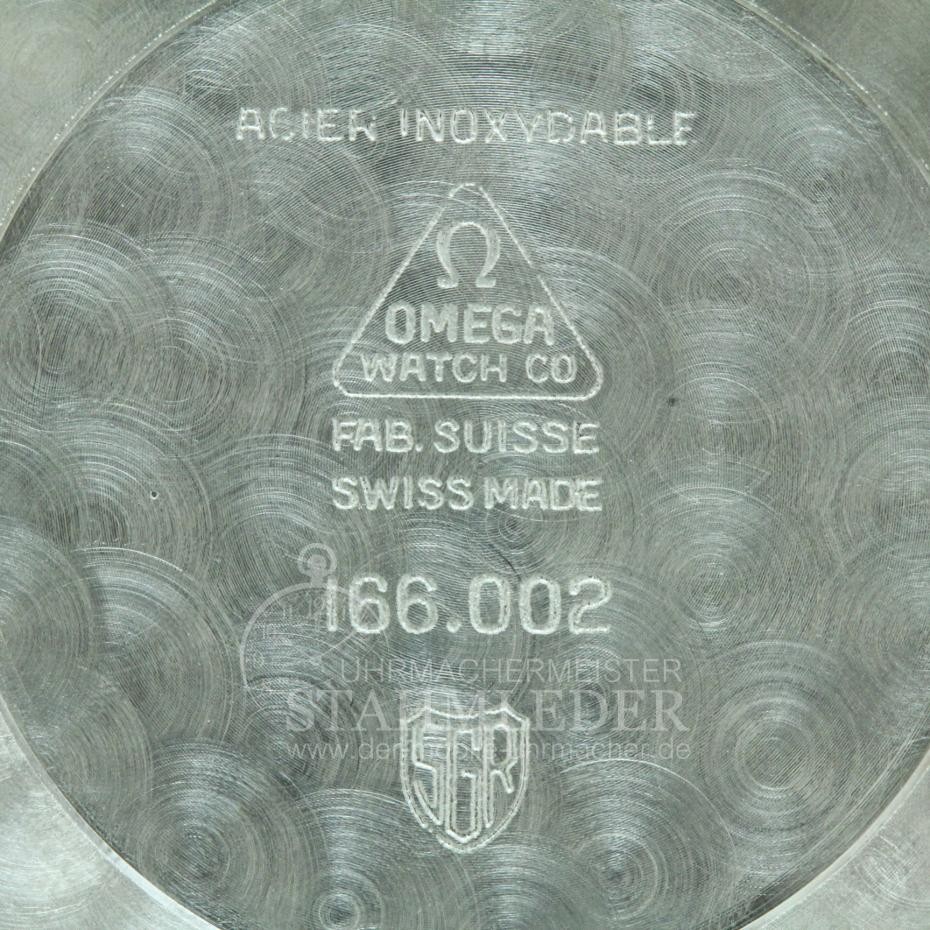 ACIER INOXYDABLE
Ω
OMEGA
WATCH CO
FAB. SUISSE
SWISS MADE
166.002
UHRMACHERMEISTER
SGR